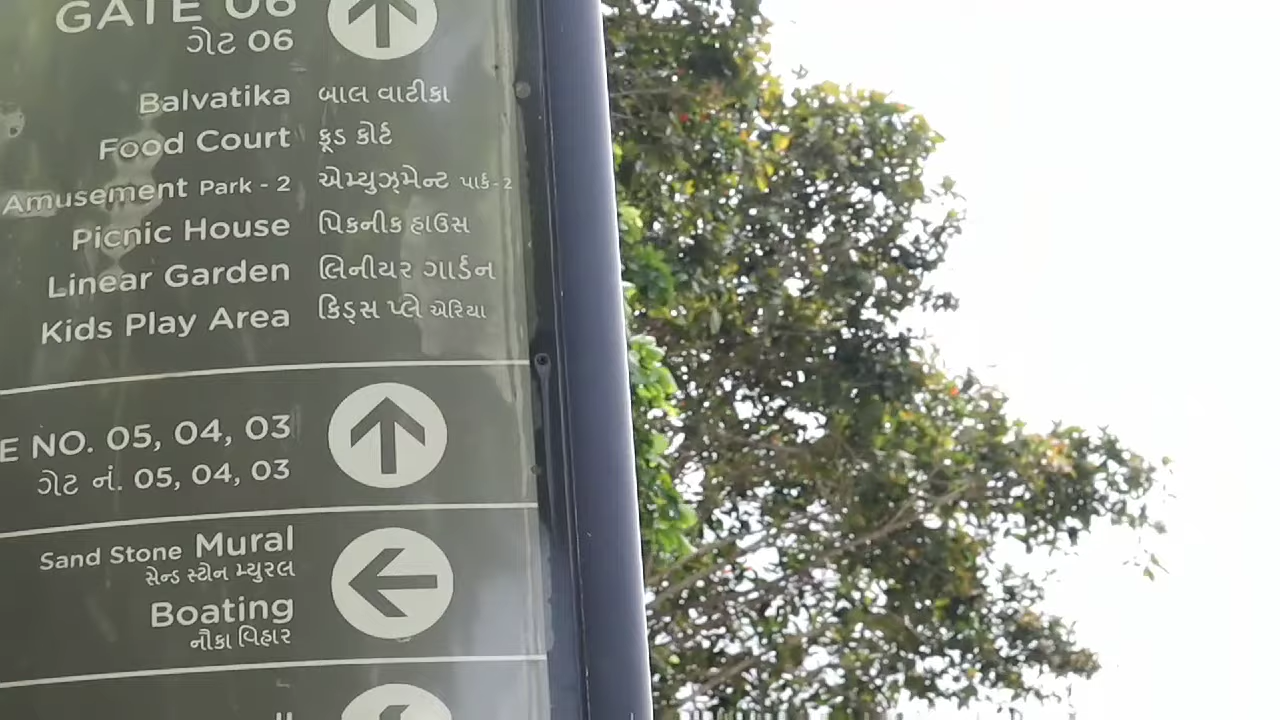 GATE 06
ગેટ 06
Balvatika બાલ વાટીકા
Food Court ફૂડ કોર્ટ
Amusement Park - 2 એમ્યુઝ્મેન્ટ પાર્ક-2
Picnic House પિકનીક હાઉસ
Linear Garden લિનીયર ગાર્ડન
Kids Play Area કિડ્સ પ્લે એરિયા
E NO. 05, 04, 03
ગેટ નં. 05, 04, 03
Sand Stone Mural
સેન્ડ સ્ટોન મ્યુરલ
Boating
નૌકા વિહાર